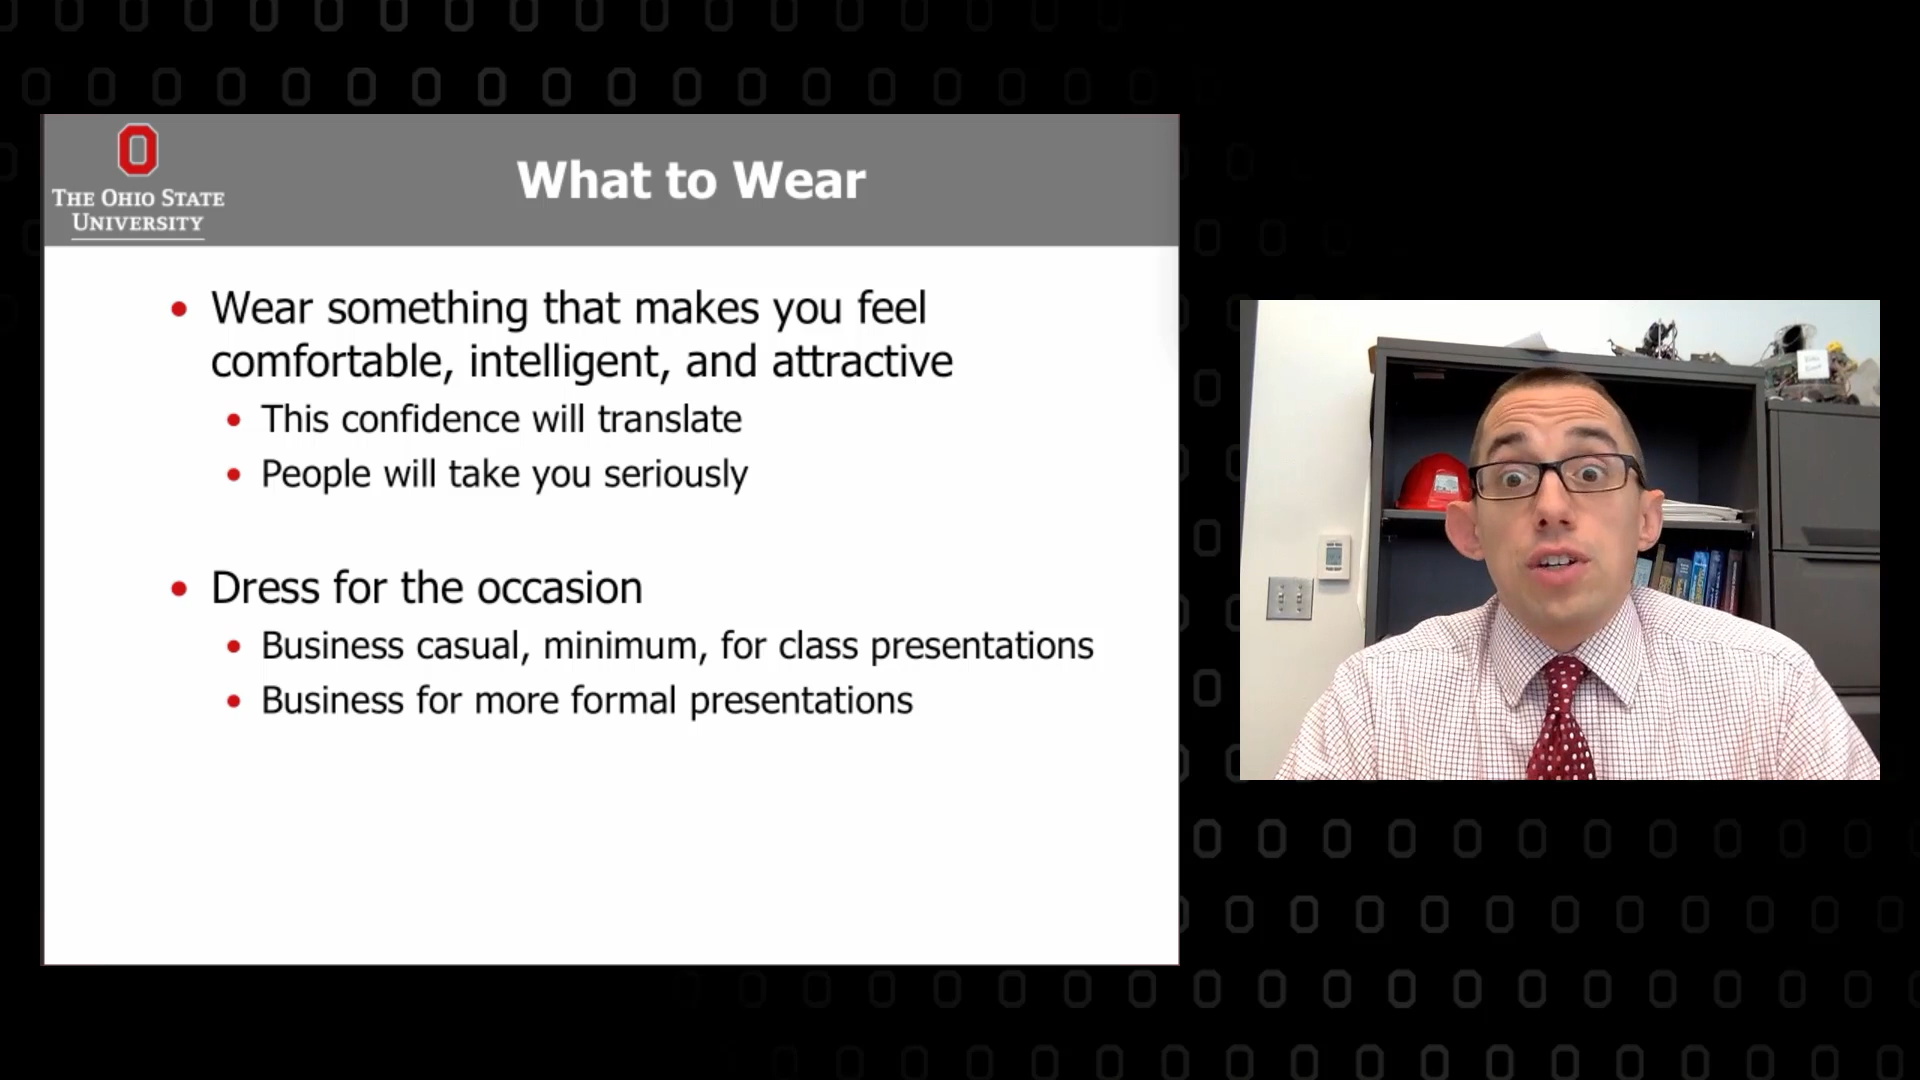 THE OHIO STATE
UNIVERSITY
What to Wear
• Wear something that makes you feel
comfortable, intelligent, and attractive
• This confidence will translate
• People will take you seriously
• Dress for the occasion
• Business casual, minimum, for class presentations
• Business for more formal presentations